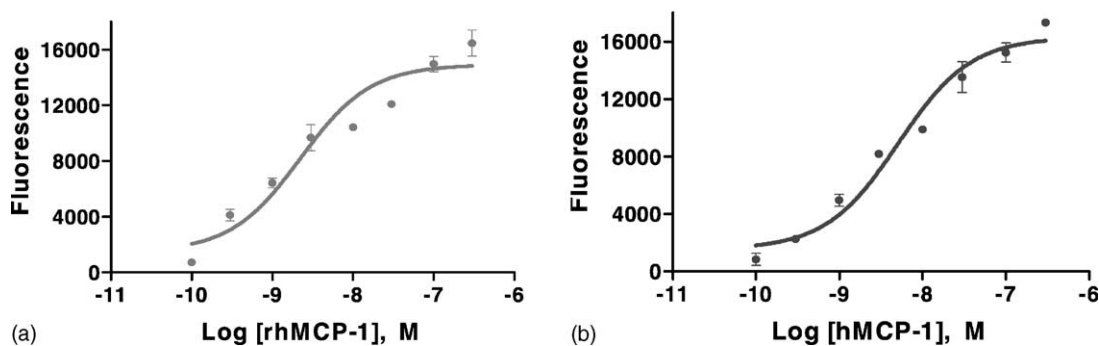 Fluorescence
16000
12000
8000
4000
0
-11 -10 -9 -8 -7 -6
Log [rhMCP-1], M
(a)
Fluorescence
16000
12000
8000
4000
0
-11 -10 -9 -8 -7 -6
Log [hMCP-1], M
(b)